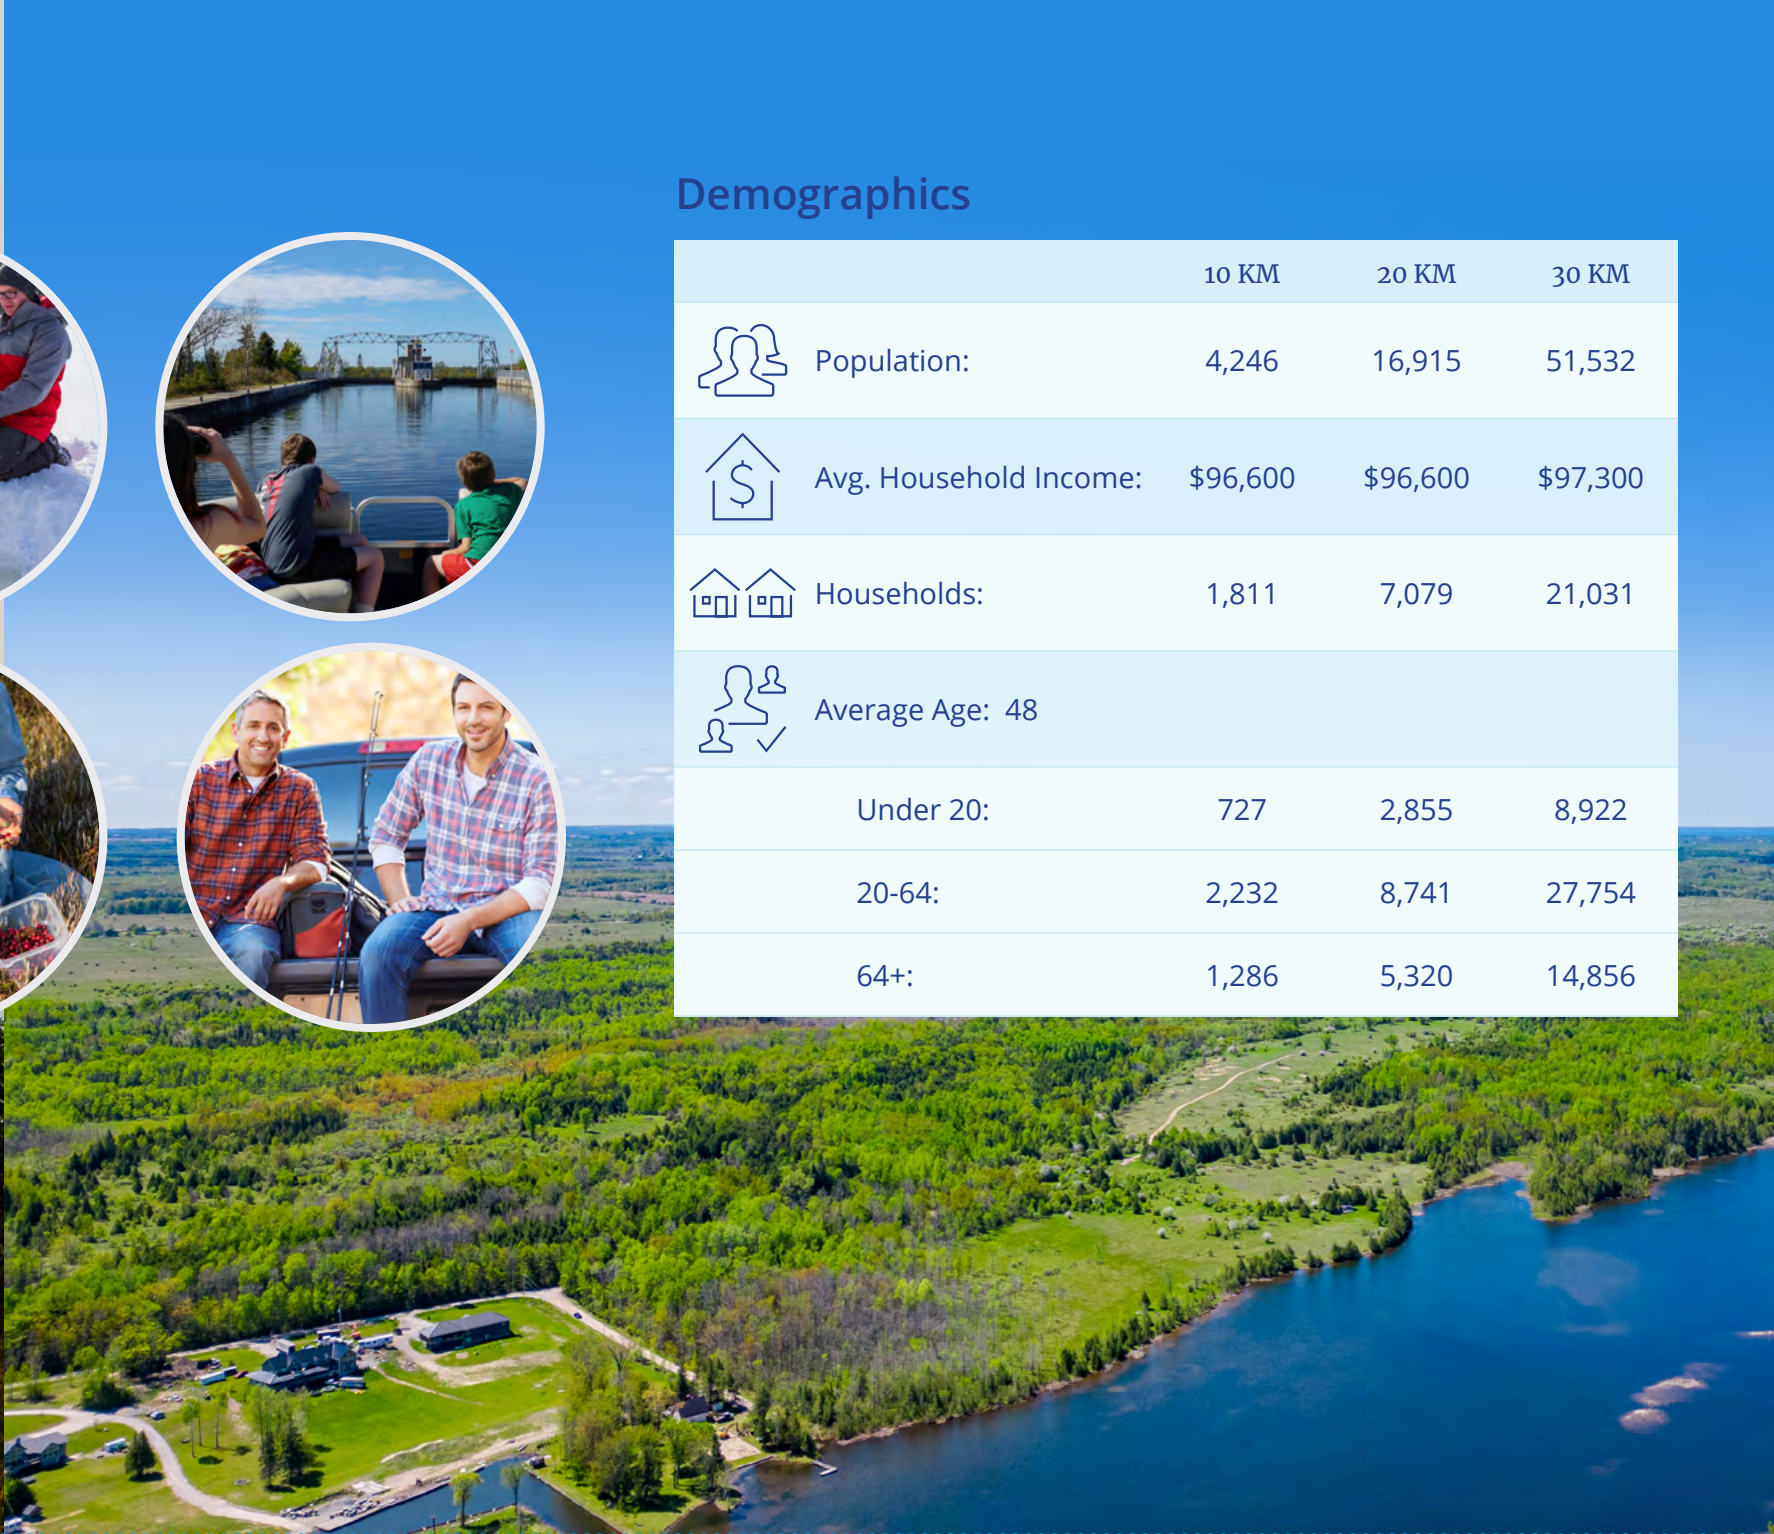 Demographics
10 KM 20 KM 30 KM
Population: 4,246 16,915 51,532
Avg. Household Income: $96,600 $96,600 $97,300
Households: 1,811 7,079 21,031
Average Age: 48
Under 20: 727 2,855 8,922
20-64: 2,232 8,741 27,754
64+: 1,286 5,320 14,856